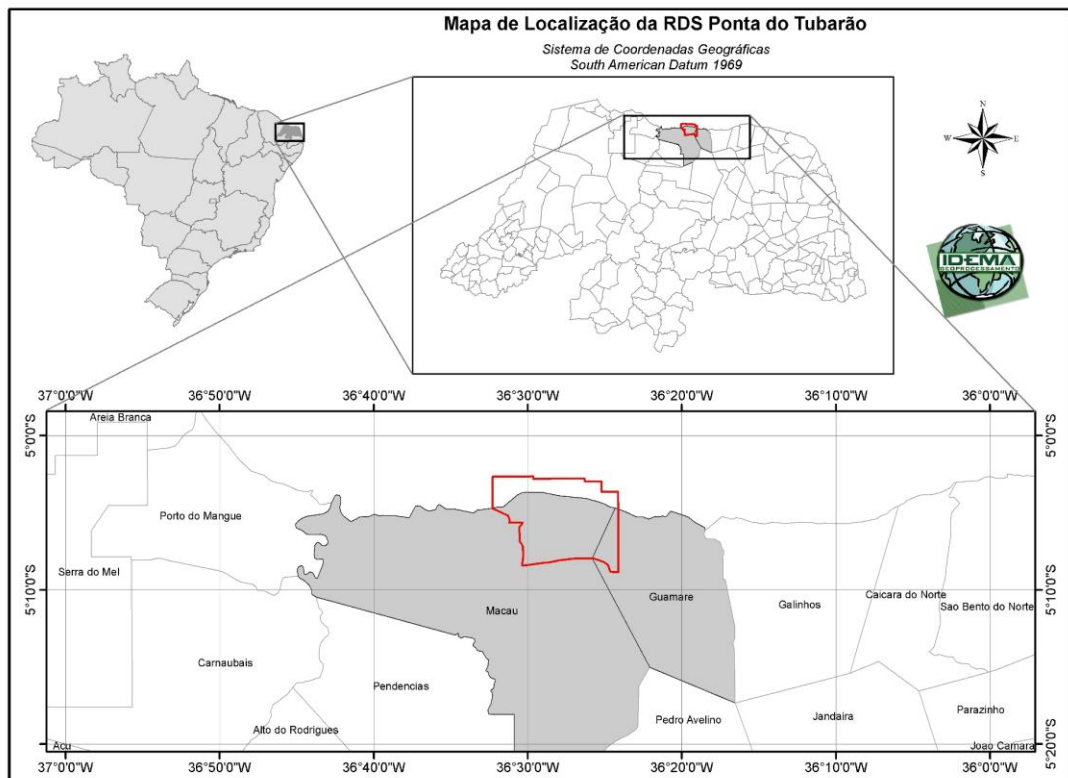 Mapa de Localização da RDS Ponta do Tubarão
Sistema de Coordenadas Geográficas
South American Datum 1969
N
W
E
S
IDEMA
GEOPROCESSAMENTO
37°0'0"W
36°50'0"W
36°40'0"W
36°30'0"W
36°20'0"W
36°10'0"W
36°0'0"W
Areia Branca
5°0'0"S
5°0'0"S
Porto do Mangue
Serra do Mel
5°10'0"S
5°10'0"S
Macau
Guamare
Galinhos
Caicara do Norte
Sao Bento do Norte
Carnaubais
Pendencias
Alto do Rodrigues
Pedro Avelino
Jandaira
Parazinho
Acu
Joao Camara
5°20'0"S
5°20'0"S
37°0'0"W
36°50'0"W
36°40'0"W
36°30'0"W
36°20'0"W
36°10'0"W
36°0'0"W